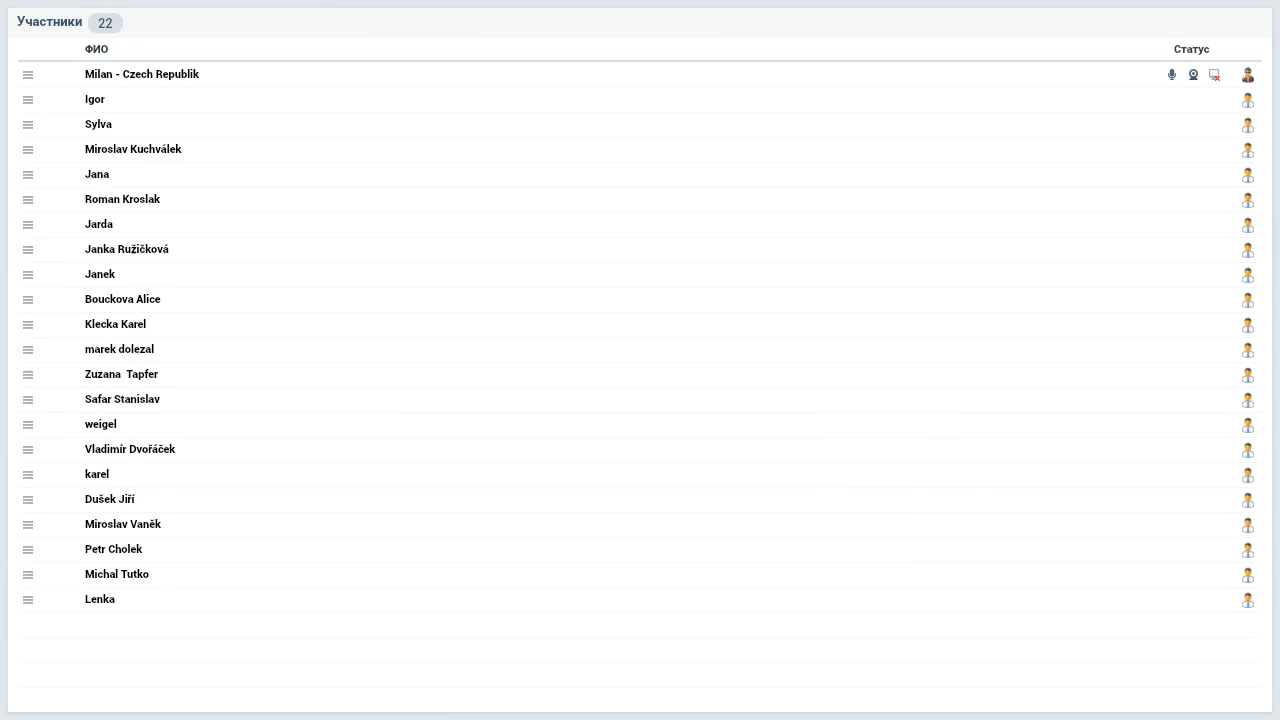 Участники 22
ФИО Статус
Milan - Czech Republik
Igor
Sylva
Miroslav Kuchválek
Jana
Roman Kroslak
Jarda
Janka Ružičková
Janek
Bouckova Alice
Klecka Karel
marek dolezal
Zuzana  Tapfer
Safar Stanislav
weigel
Vladimír Dvořáček
karel
Dušek Jiří
Miroslav Vaněk
Petr Cholek
Michal Tutko
Lenka